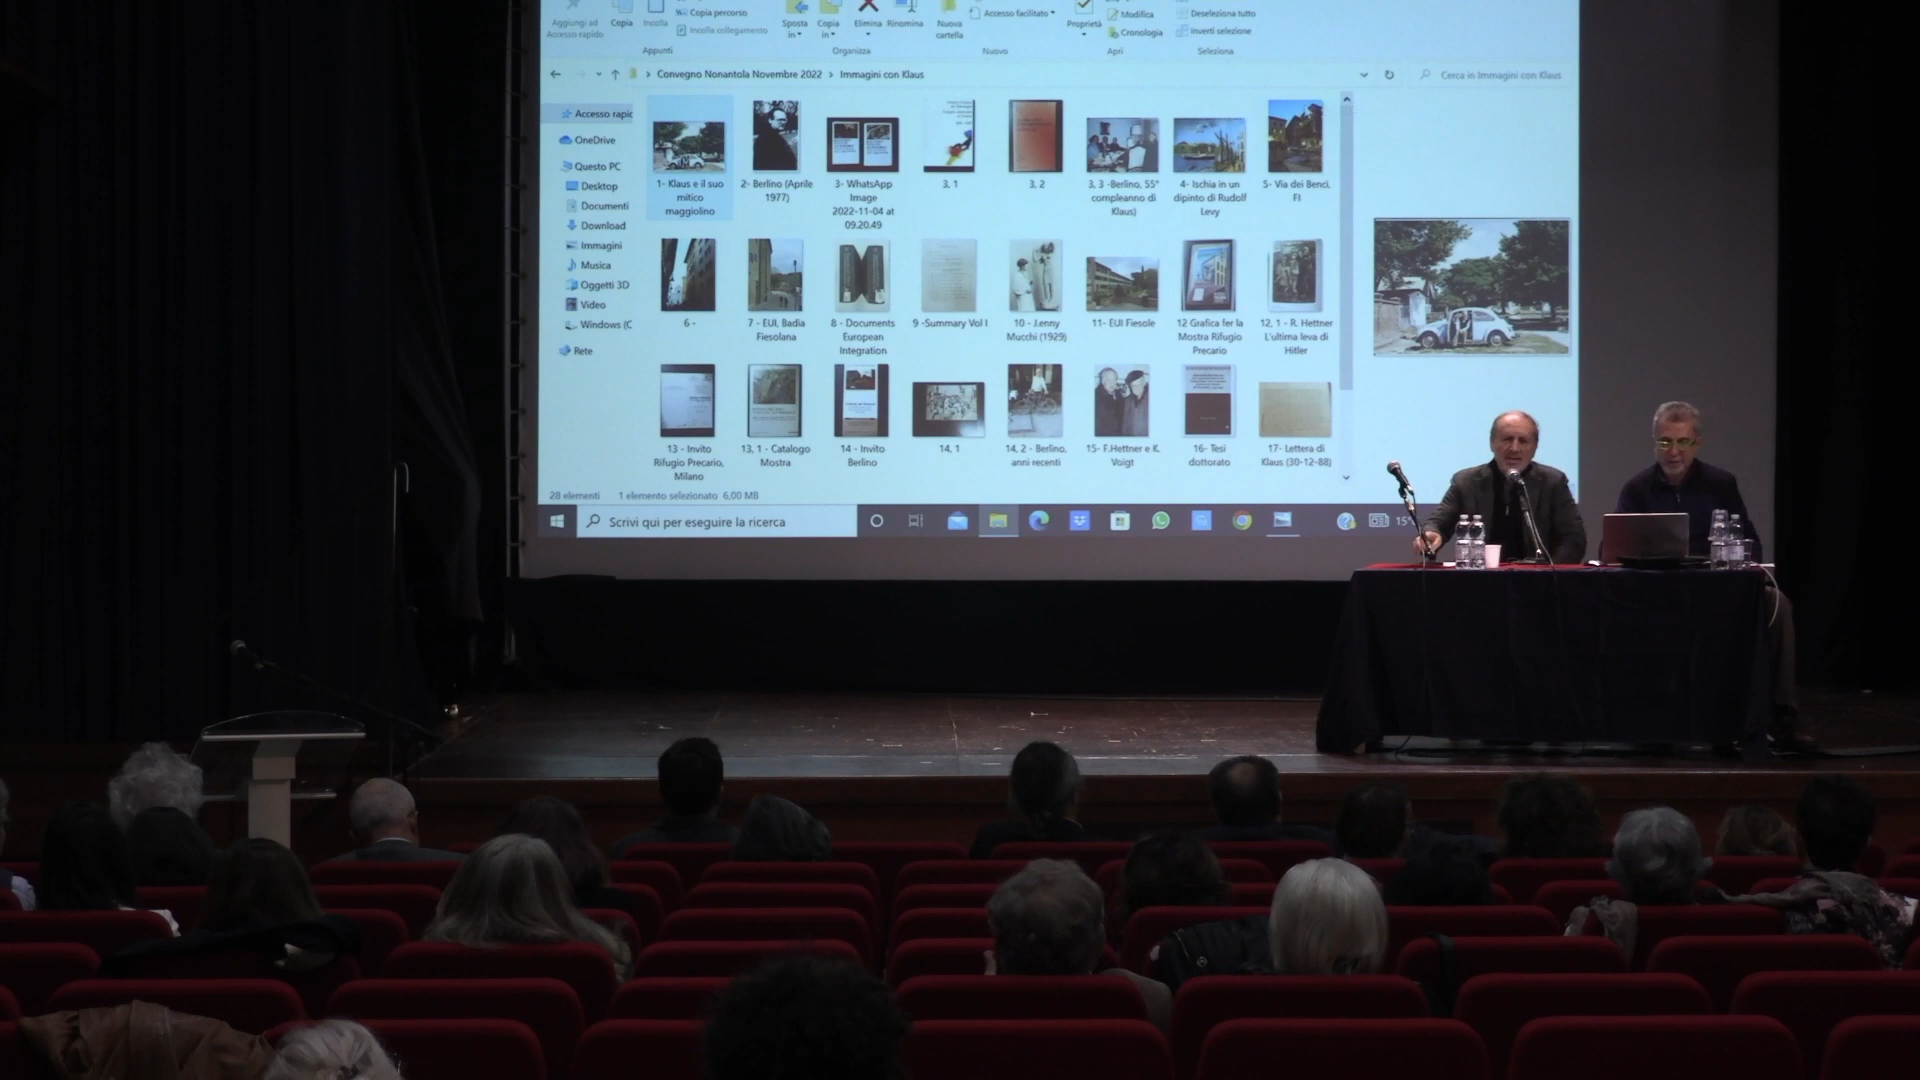 Aggiungi ad
Accesso rapido
Copia
Incolla
Copia percorso
Incolla collegamento
Appunti
Sposta
in
Copia
in
Elimina
Rinomina
Organizza
Nuova
cartella
Accesso facilitato
Nuovo
Proprietà
Modifica
Cronologia
Apri
Deseleziona tutto
Inverti selezione
Seleziona
Convegno Nonantola Novembre 2022 > Immagini con Klaus
Cerca in Immagini con Klaus
Accesso rapic
OneDrive
Questo PC
Desktop
Documenti
Download
Immagini
Musica
Oggetti 3D
Video
Windows (C
Rete
1- Klaus e il suo
mitico
maggiolino
2- Berlino (Aprile
1977)
3- WhatsApp
Image
2022-11-04 at
09.20.49
3, 1
3, 2
3, 3 -Berlino, 55°
compleanno di
Klaus)
4- Ischia in un
dipinto di Rudolf
Levy
5- Via dei Benci,
FI
6 -
7 - EUI, Badia
Fiesolana
8 - Documents
European
Integration
9 -Summary Vol I
10 - J.enny
Mucchi (1929)
11- EUI Fiesole
12 Grafica fer la
Mostra Rifugio
Precario
12, 1 - R. Hettner
L'ultima leva di
Hitler
13 - Invito
Rifugio Precario,
Milano
13, 1 - Catalogo
Mostra
14 - Invito
Berlino
14, 1
14, 2 - Berlino,
anni recenti
15- F.Hettner e K.
Voigt
16- Tesi
dottorato
17- Lettera di
Klaus (30-12-88)
28 elementi
1 elemento selezionato 6,00 MB
Scrivi qui per eseguire la ricerca
15°